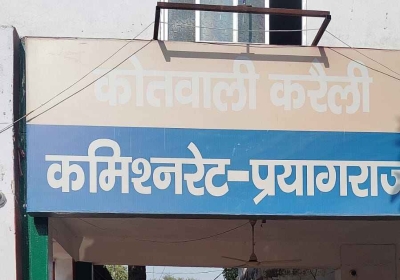 कोतवाली करैली
कमिश्नरेट-प्रयागराज